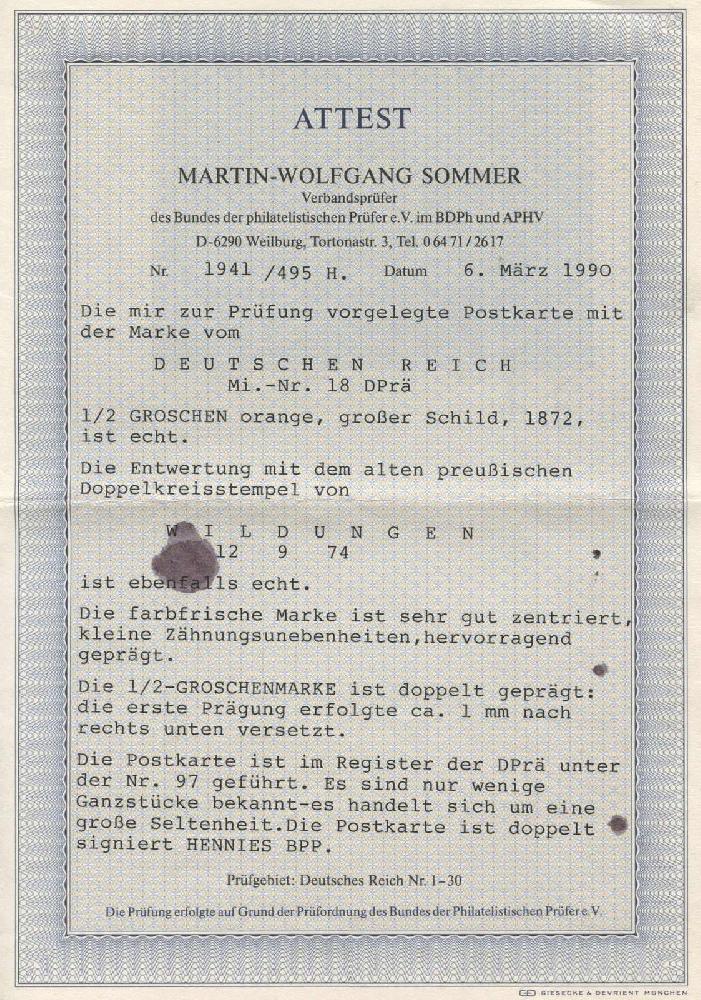 ATTEST
MARTIN-WOLFGANG SOMMER
Verbandsprüfer
des Bundes der philatelistischen Prüfer e.V. im BDPh und APHV
D-6290 Weilburg, Tortonastr. 3, Tel. 0 64 71 / 26 17
Nr. 1941 /495 H. Datum 6. März 1990
Die mir zur Prüfung vorgelegte Postkarte mit
der Marke vom
D E U T S C H E N R E I C H
Mi.-Nr. 18 DPrä
1/2 GROSCHEN orange, großer Schild, 1872,
ist echt.
Die Entwertung mit dem alten preußischen
Doppelkreisstempel von
W I L D U N G E N
12 9 74
ist ebenfalls echt.
Die farbfrische Marke ist sehr gut zentriert,
kleine Zähnungsunebenheiten,hervorragend
geprägt.
Die 1/2-GROSCHENMARKE ist doppelt geprägt:
die erste Prägung erfolgte ca. 1 mm nach
rechts unten versetzt.
Die Postkarte ist im Register der DPrä unter
der Nr. 97 geführt. Es sind nur wenige
Ganzstücke bekannt-es handelt sich um eine
große Seltenheit.Die Postkarte ist doppelt
signiert HENNIES BPP.
Prüfgebiet: Deutsches Reich Nr. 1-30
Die Prüfung erfolgte auf Grund der Prüfordnung des Bundes der Philatelistischen Prüfer e.V.
GIESECKE & DEVRIENT MÜNCHEN